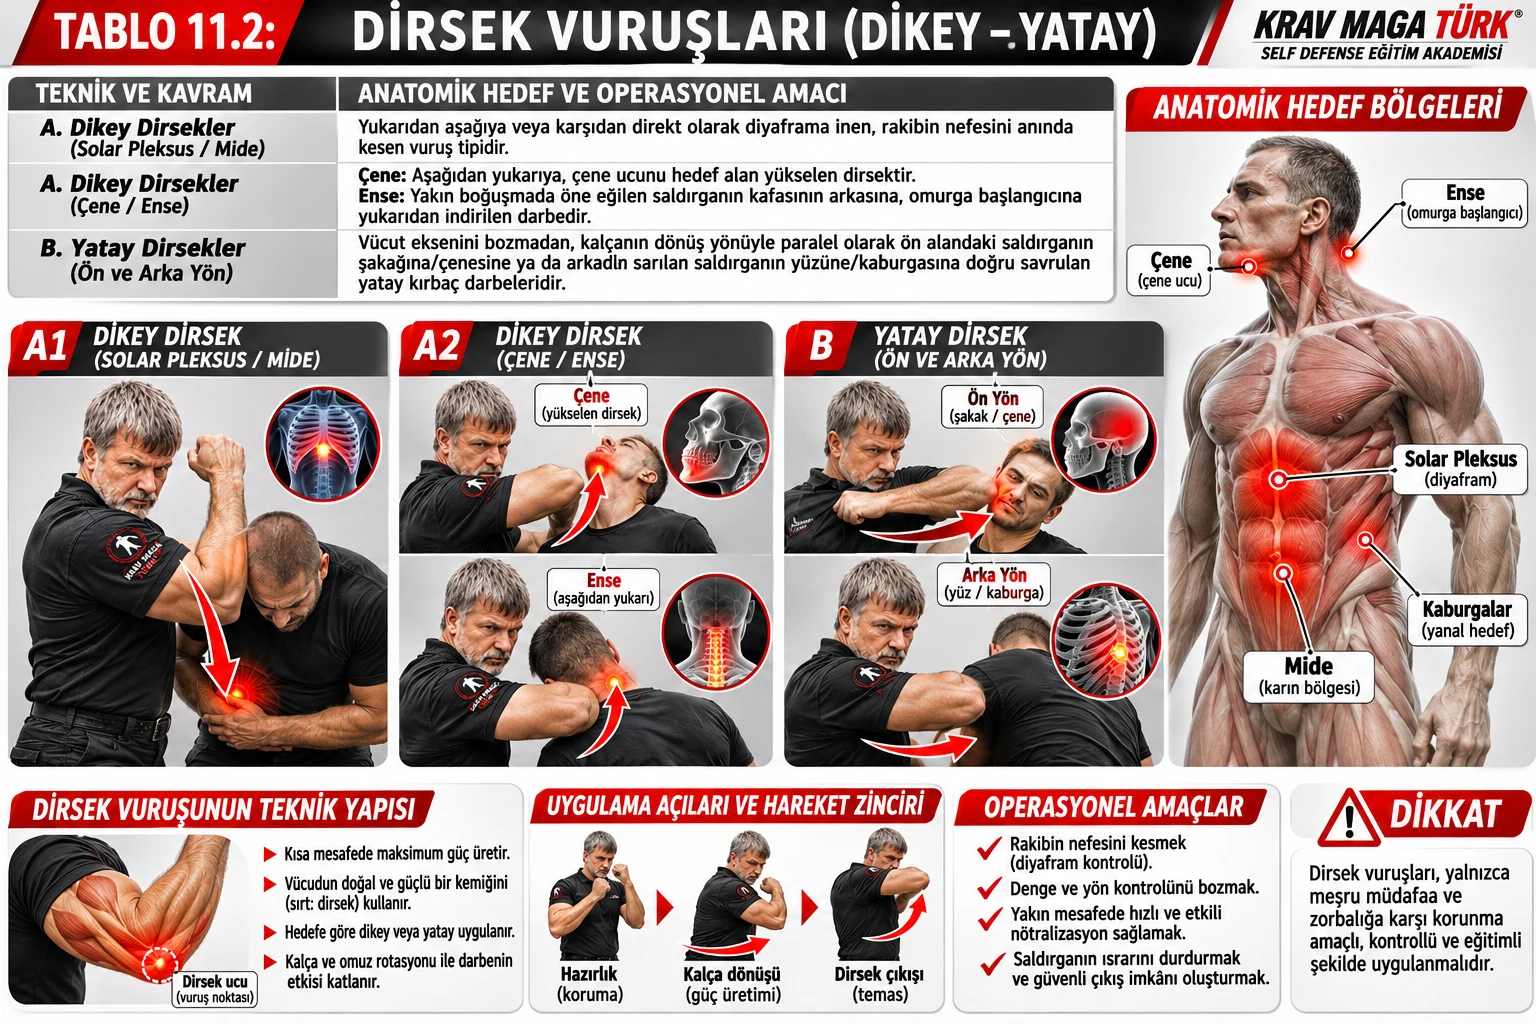 TABLO 11.2:
DİRSEK VURUŞLARI (DİKEY – YATAY)
KRAV MAGA TÜRK®
SELF DEFENSE EĞİTİM AKADEMİSİ
TEKNİK VE KAVRAM
ANATOMİK HEDEF VE OPERASYONEL AMACI
A. Dikey Dirsekler
(Solar Pleksus / Mide)
Yukarıdan aşağıya veya karşıdan direkt olarak diyaframa inen, rakibin nefesini anında
kesen vuruş tipidir.
A. Dikey Dirsekler
(Çene / Ense)
Çene: Aşağıdan yukarıya, çene ucunu hedef alan yükselen dirsektir.
Ense: Yakın boğuşmada öne eğilen saldırganın kafasının arkasına, omurga başlangıcına
yukarıdan indirilen darbedir.
B. Yatay Dirsekler
(Ön ve Arka Yön)
Vücut eksenini bozmadan, kalçanın dönüş yönüyle paralel olarak ön alandaki saldırganın
şakağına/çenesine ya da arkadln sarılan saldırganın yüzüne/kaburgasına doğru savrulan
yatay kırbaç darbeleridir.
ANATOMİK HEDEF BÖLGELERİ
Ense
(omurga başlangıcı)
Çene
(çene ucu)
Solar Pleksus
(diyafram)
Kaburgalar
(yanal hedef)
Mide
(karın bölgesi)
A1
DİKEY DİRSEK
(SOLAR PLEKSUS / MİDE)
KRAV MAGA
A2
DİKEY DİRSEK
(ÇENE / ENSE)
Çene
(yükselen dirsek)
Ense
(aşağıdan yukarı)
B
YATAY DİRSEK
(ÖN VE ARKA YÖN)
Ön Yön
(şakak / çene)
Arka Yön
(yüz / kaburga)
DİRSEK VURUŞUNUN TEKNİK YAPISI
Kısa mesafede maksimum güç üretir.
Vücudun doğal ve güçlü bir kemiğini
(sırt: dirsek) kullanır.
Hedefe göre dikey veya yatay uygulanır.
Kalça ve omuz rotasyonu ile darbenin
etkisi katlanır.
Dirsek ucu
(vuruş noktası)
UYGULAMA AÇILARI VE HAREKET ZİNCİRİ
Hazırlık
(koruma)
Kalça dönüşü
(güç üretimi)
Dirsek çıkışı
(temas)
OPERASYONEL AMAÇLAR
Rakibin nefesini kesmek
(diyafram kontrolü).
Denge ve yön kontrolünü bozmak.
Yakın mesafede hızlı ve etkili
nötralizasyon sağlamak.
Saldırganın ısrarını durdurmak
ve güvenli çıkış imkânı oluşturmak.
DİKKAT
Dirsek vuruşları, yalnızca
meşru müdafaa ve
zorbalığa karşı korunma
amaçlı, kontrollü ve eğitimli
şekilde uygulanmalıdır.